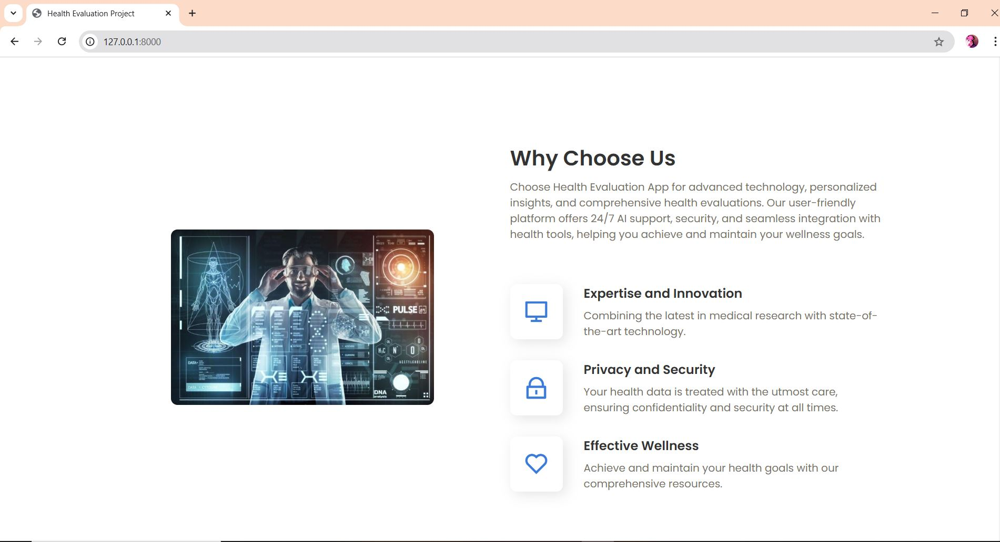 Health Evaluation Project
127.0.0.1:8000
Why Choose Us
Choose Health Evaluation App for advanced technology, personalized
insights, and comprehensive health evaluations. Our user-friendly
platform offers 24/7 AI support, security, and seamless integration with
health tools, helping you achieve and maintain your wellness goals.
PULSE
H₃C
N
O
ACETYLCHOLINE
DATA
DNA
analysis
Expertise and Innovation
Combining the latest in medical research with state-of-
the-art technology.
Privacy and Security
Your health data is treated with the utmost care,
ensuring confidentiality and security at all times.
Effective Wellness
Achieve and maintain your health goals with our
comprehensive resources.